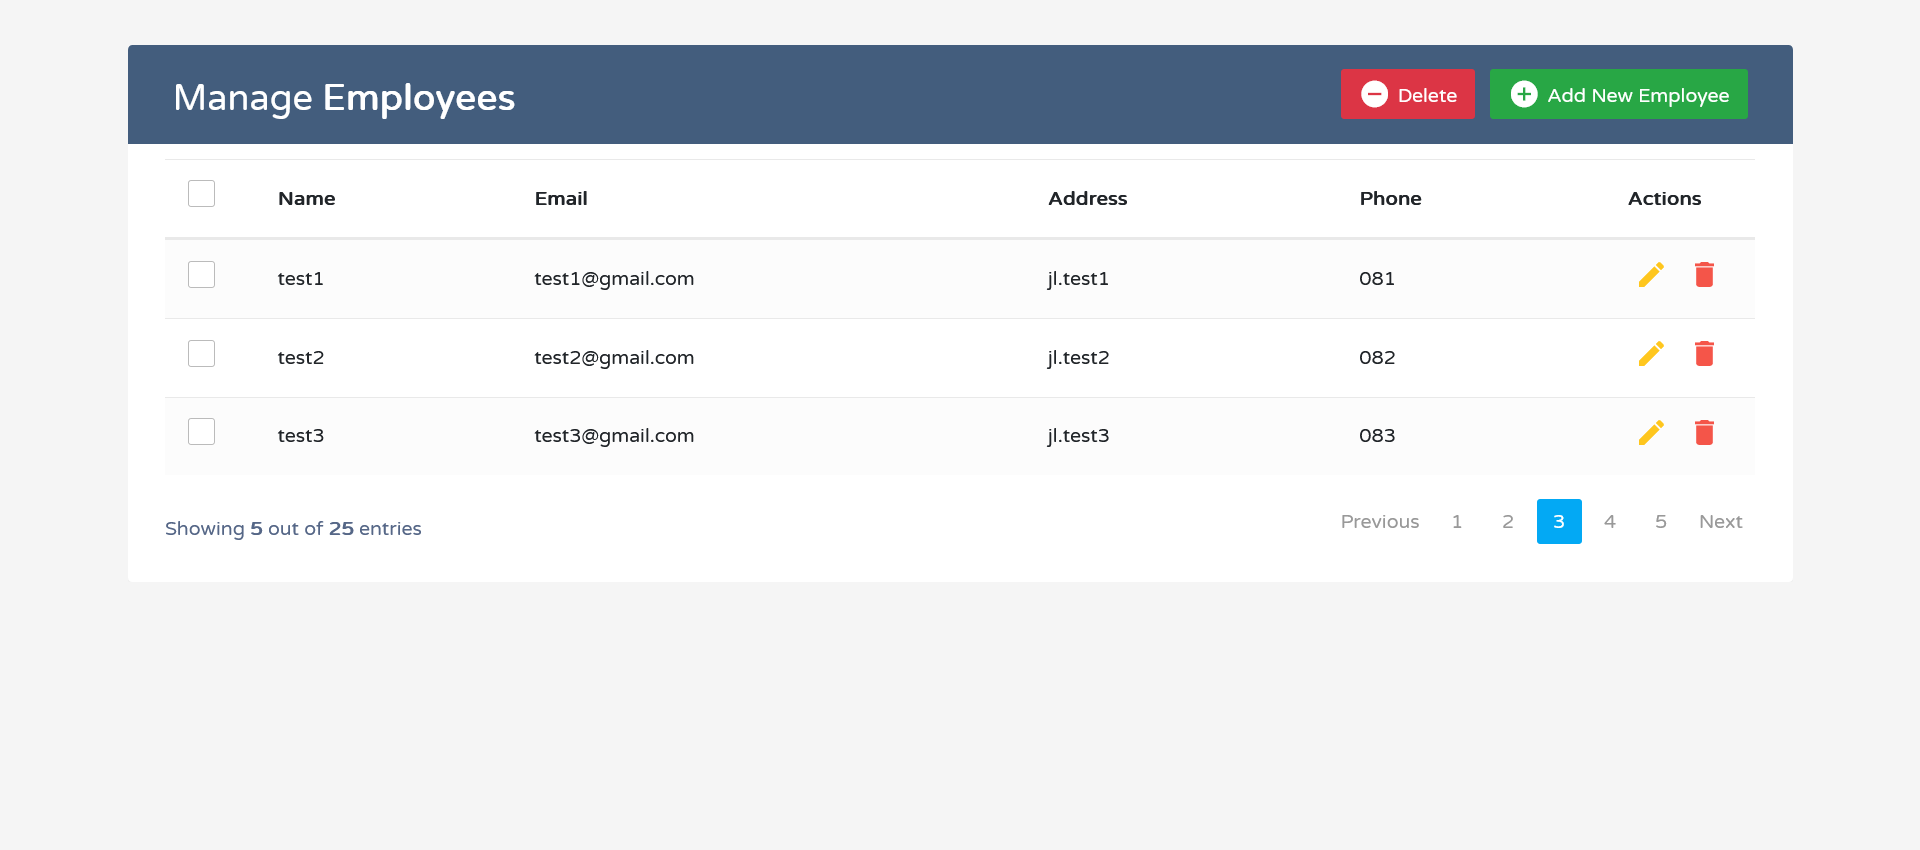 Manage Employees
Delete
Add New Employee
Name Email Address Phone Actions
test1 test1@gmail.com jl.test1 081
test2 test2@gmail.com jl.test2 082
test3 test3@gmail.com jl.test3 083
Showing 5 out of 25 entries
Previous 1 2 3 4 5 Next